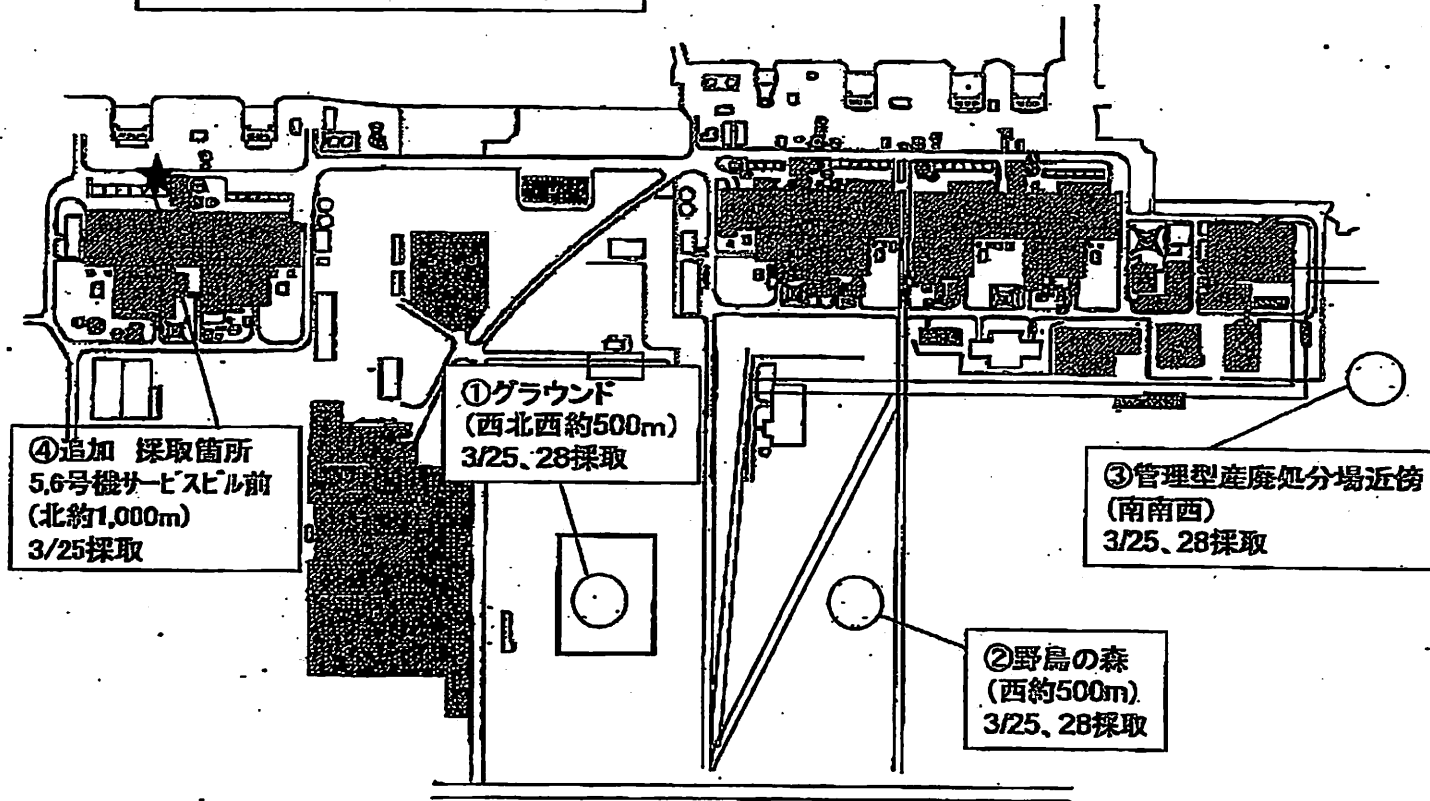 ①グラウンド
(西北西約500m)
3/25、28採取
④追加 採取箇所
5,6号機サービスビル前
(北約1,000m)
3/25採取
③管理型産廃処分場近傍
(南南西)
3/25、28採取
②野鳥の森
(西約500m)
3/25、28採取